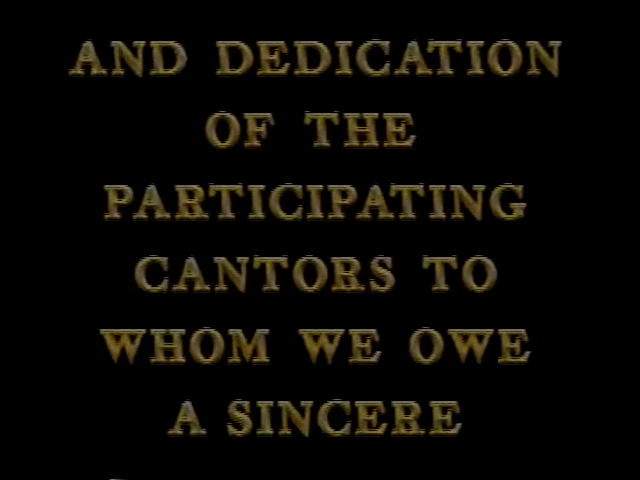 AND DEDICATION
OF THE
PARTICIPATING
CANTORS TO
WHOM WE OWE
A SINCERE